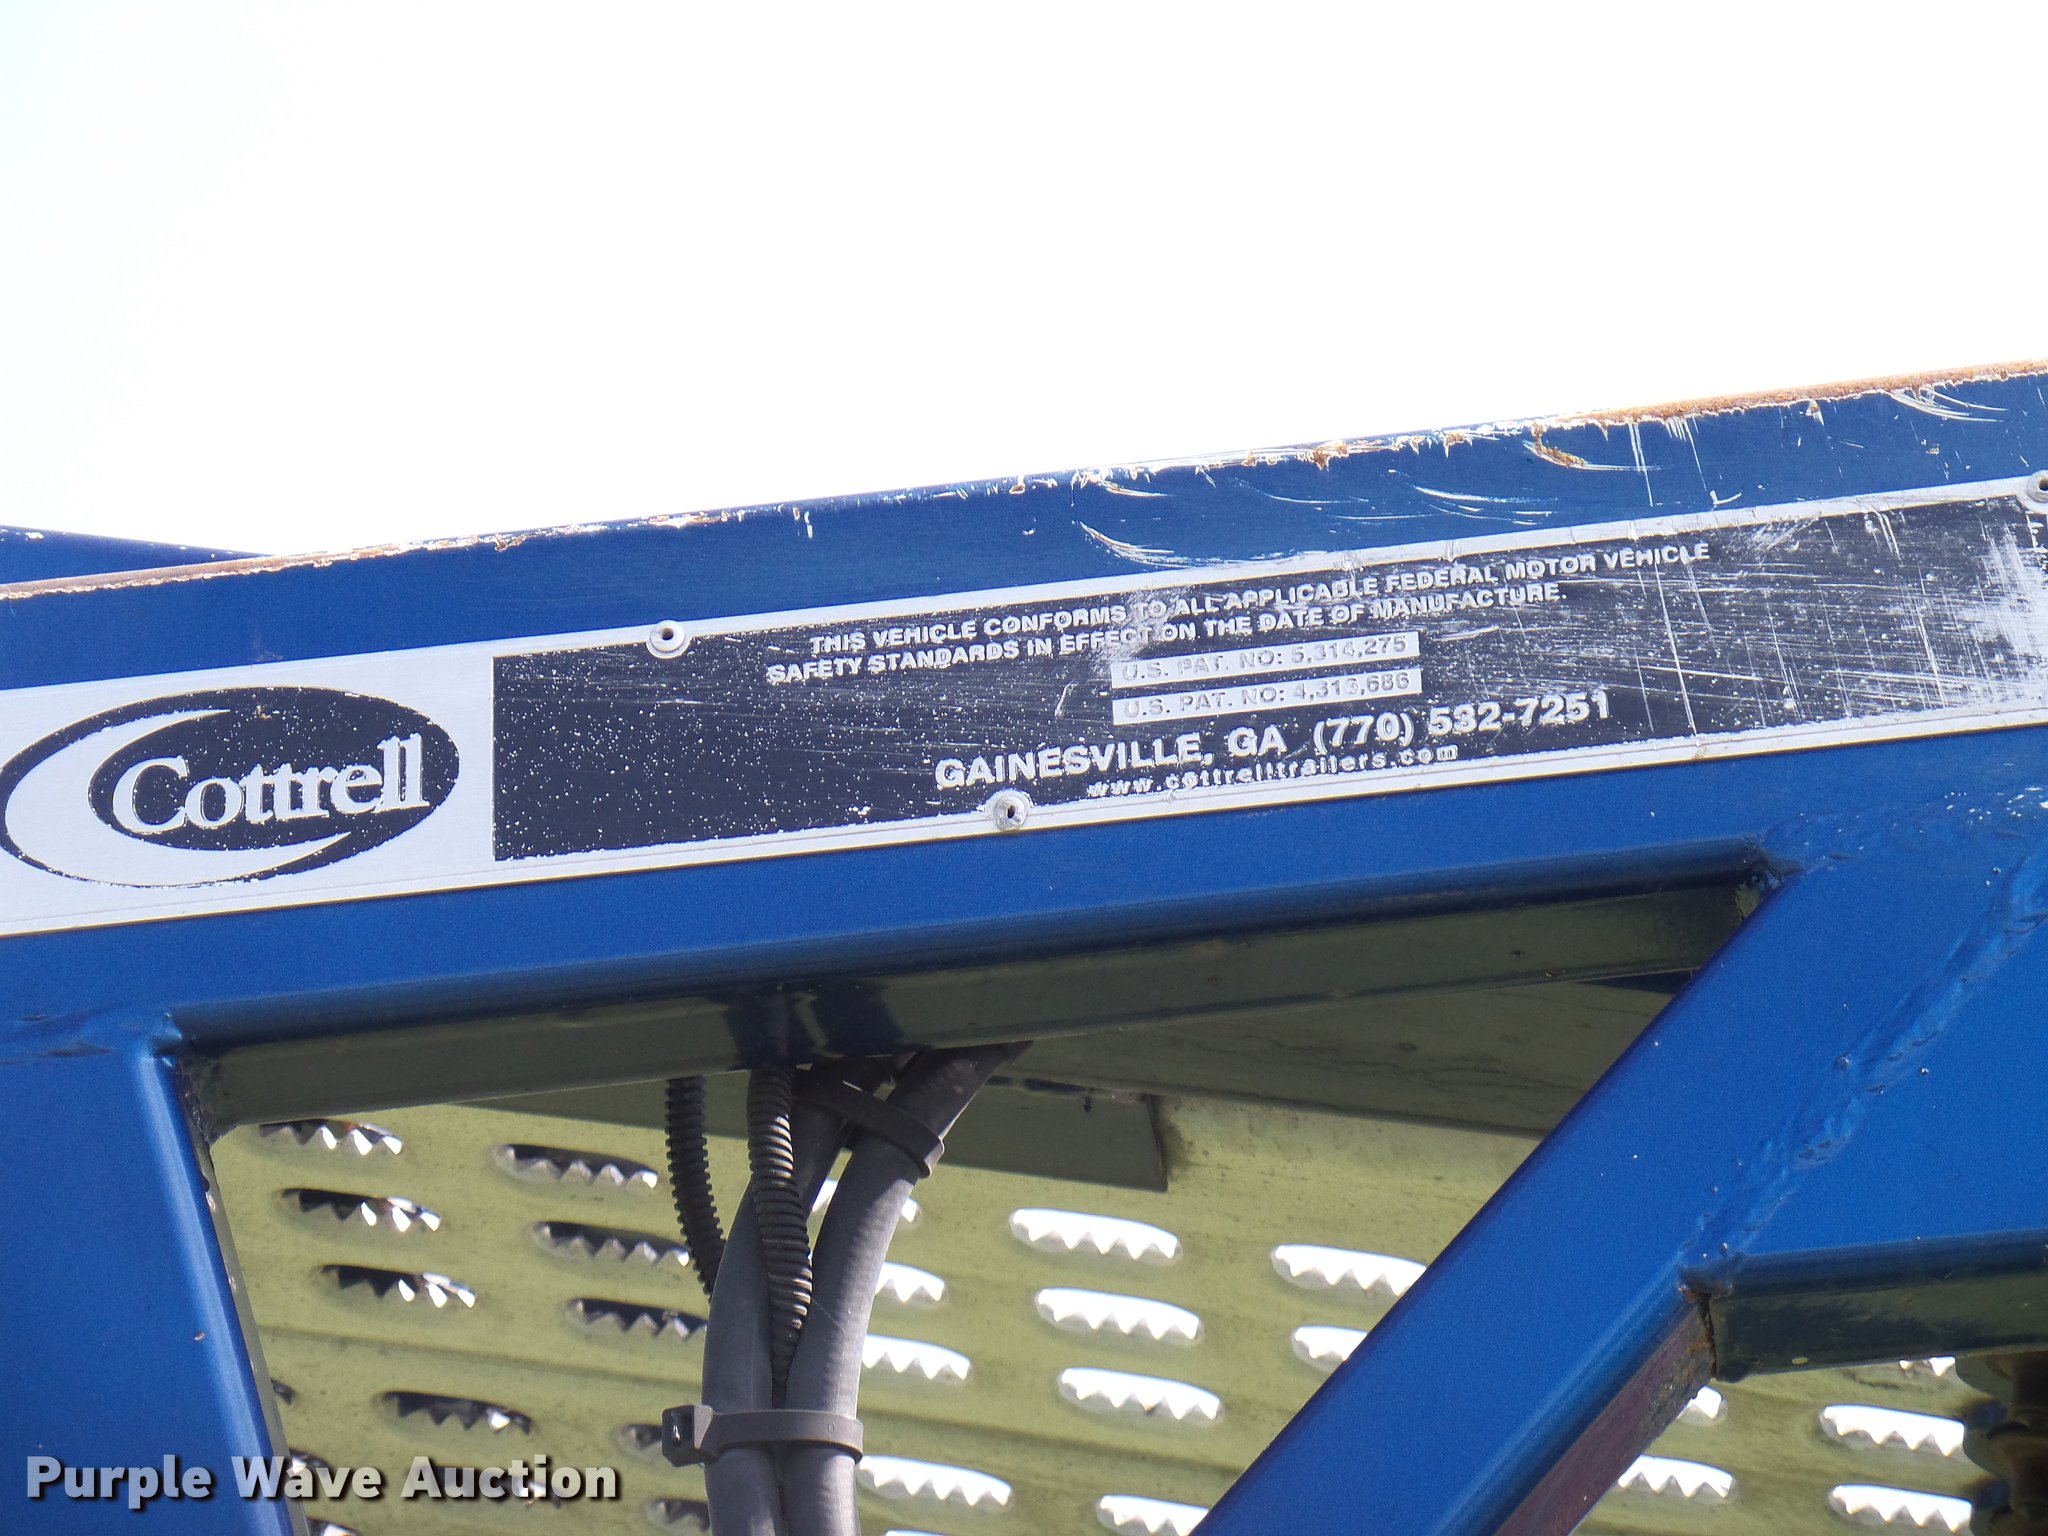 Cottrell
THIS VEHICLE CONFORMS TO ALL APPLICABLE FEDERAL MOTOR VEHICLE
SAFETY STANDARDS IN EFFECT ON THE DATE OF MANUFACTURE.
U.S. PAT. NO: 5,314,275
U.S. PAT. NO: 4,316,686
GAINESVILLE, GA (770) 532-7251
www.cottrelltrailers.com
Purple Wave Auction